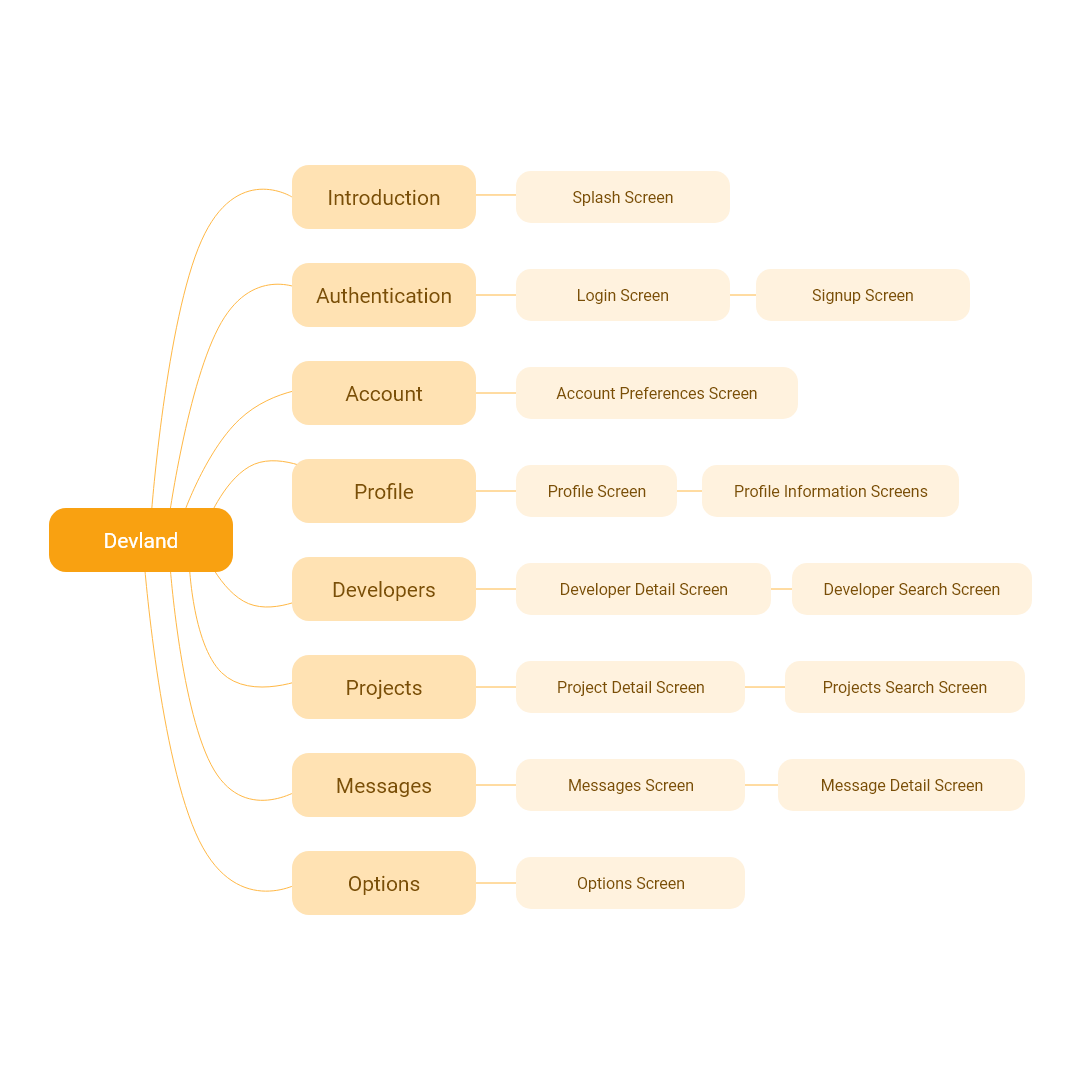 Introduction
Splash Screen
Authentication
Login Screen
Signup Screen
Account
Account Preferences Screen
Profile
Profile Screen
Profile Information Screens
Devland
Developers
Developer Detail Screen
Developer Search Screen
Projects
Project Detail Screen
Projects Search Screen
Messages
Messages Screen
Message Detail Screen
Options
Options Screen